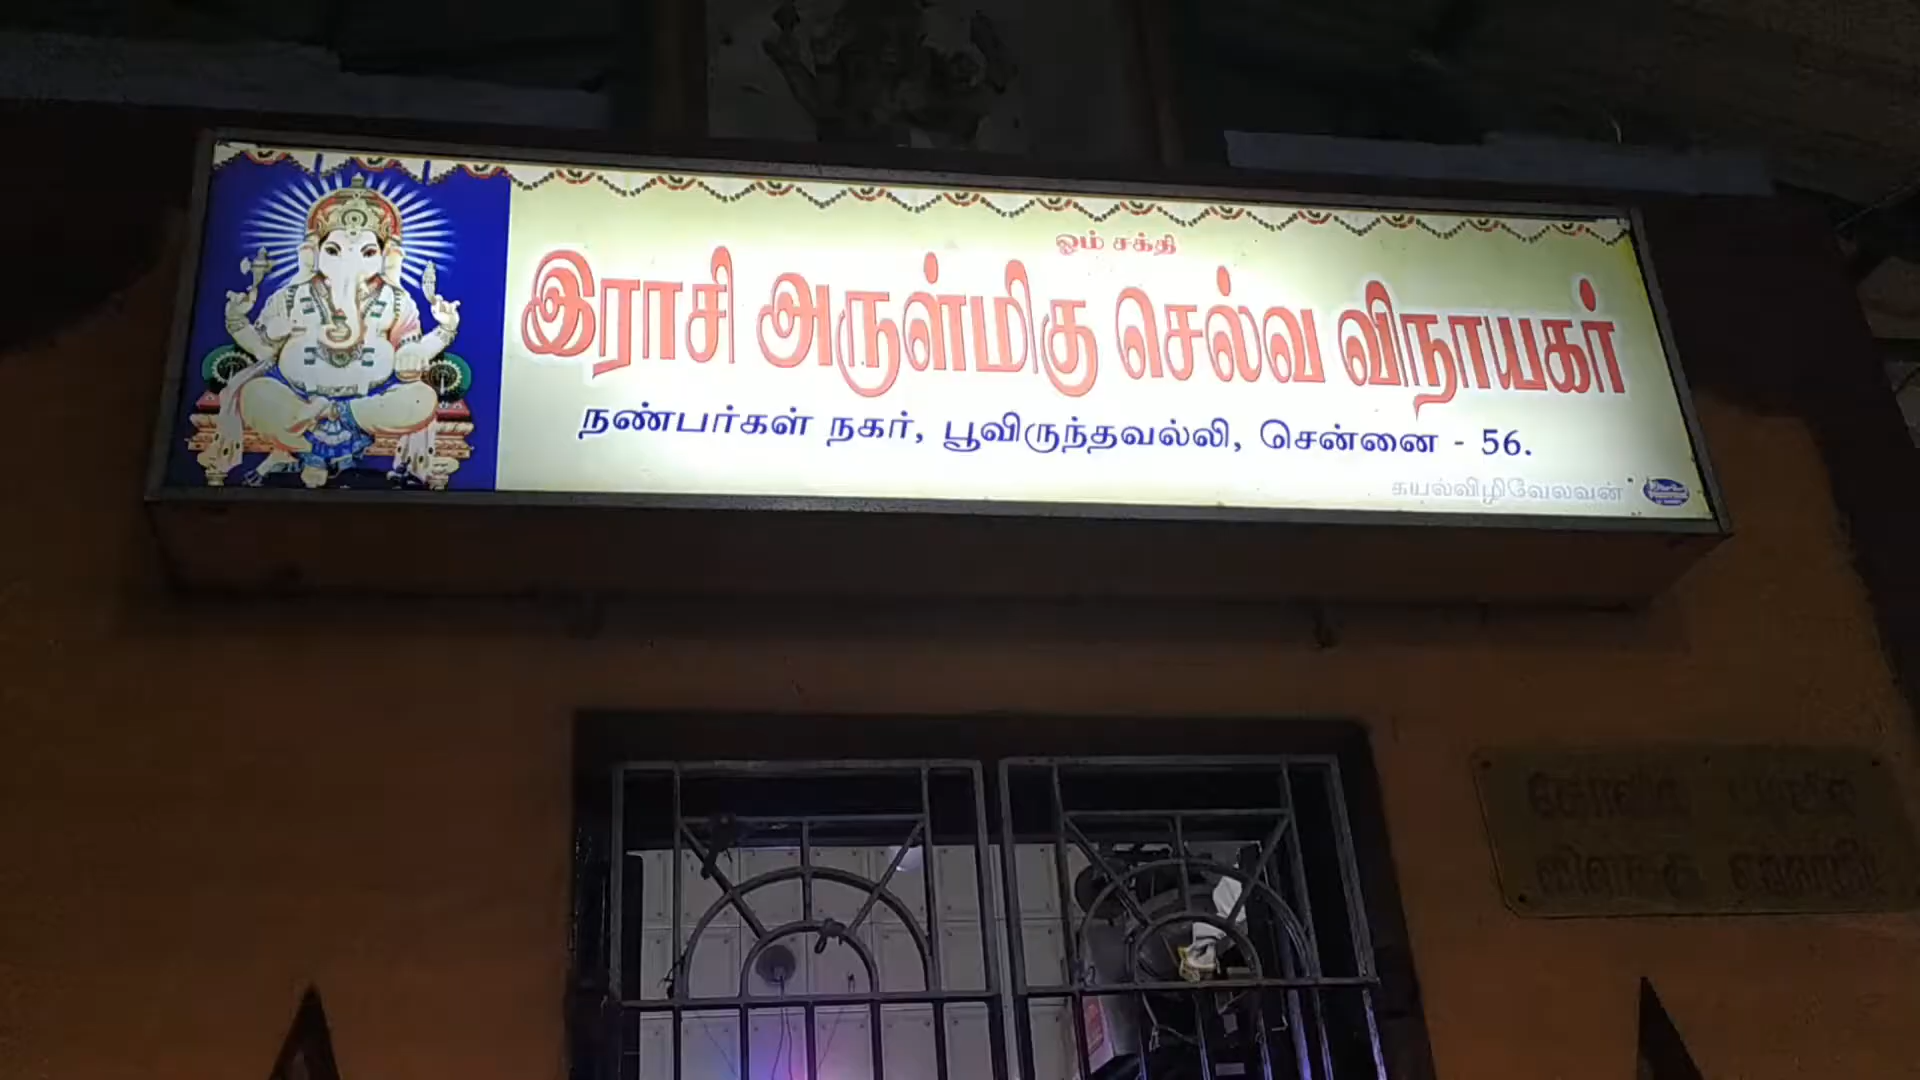 ஓம் சக்தி
இராசி அருள்மிகு செல்வ விநாயகர்
நண்பர்கள் நகர், பூவிருந்தவல்லி, சென்னை - 56.
கயல்விழிவேலவன்